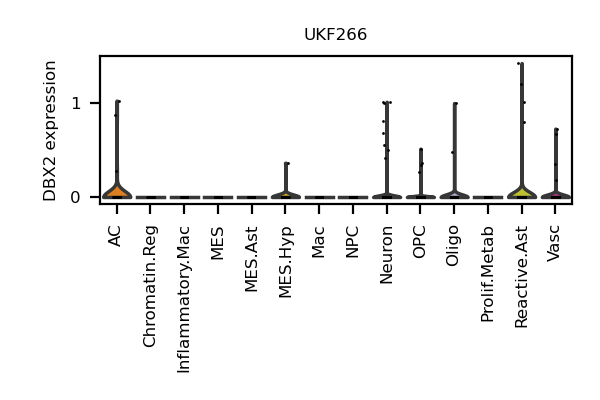 UKF266
DBX2 expression
1
0
AC
Chromatin.Reg
Inflammatory.Mac
MES
MES.Ast
MES.Hyp
Mac
NPC
Neuron
OPC
Oligo
Prolif.Metab
Reactive.Ast
Vasc